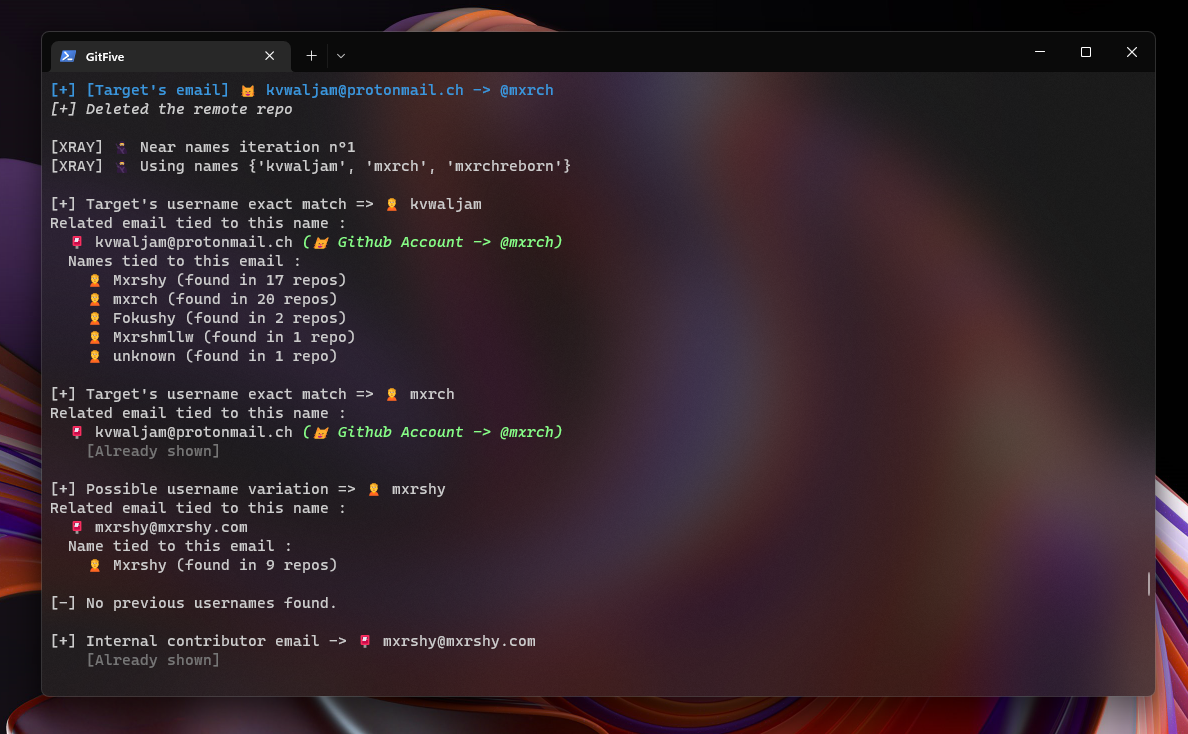 GitFive
[+] [Target's email] 😺 kvwaljam@protonmail.ch -> @mxrch
[+] Deleted the remote repo
[XRAY] Near names iteration n°1
[XRAY] Using names {'kvwaljam', 'mxrch', 'mxrchreborn'}
[+] Target's username exact match => kvwaljam
Related email tied to this name :
kvwaljam@protonmail.ch (Github Account -> @mxrch)
Names tied to this email :
Mxrshy (found in 17 repos)
mxrch (found in 20 repos)
Fokushy (found in 2 repos)
Mxrshmllw (found in 1 repo)
unknown (found in 1 repo)
[+] Target's username exact match => mxrch
Related email tied to this name :
kvwaljam@protonmail.ch (Github Account -> @mxrch)
[Already shown]
[+] Possible username variation => mxrshy
Related email tied to this name :
mxrshy@mxrshy.com
Name tied to this email :
Mxrshy (found in 9 repos)
[-] No previous usernames found.
[+] Internal contributor email -> mxrshy@mxrshy.com
[Already shown]